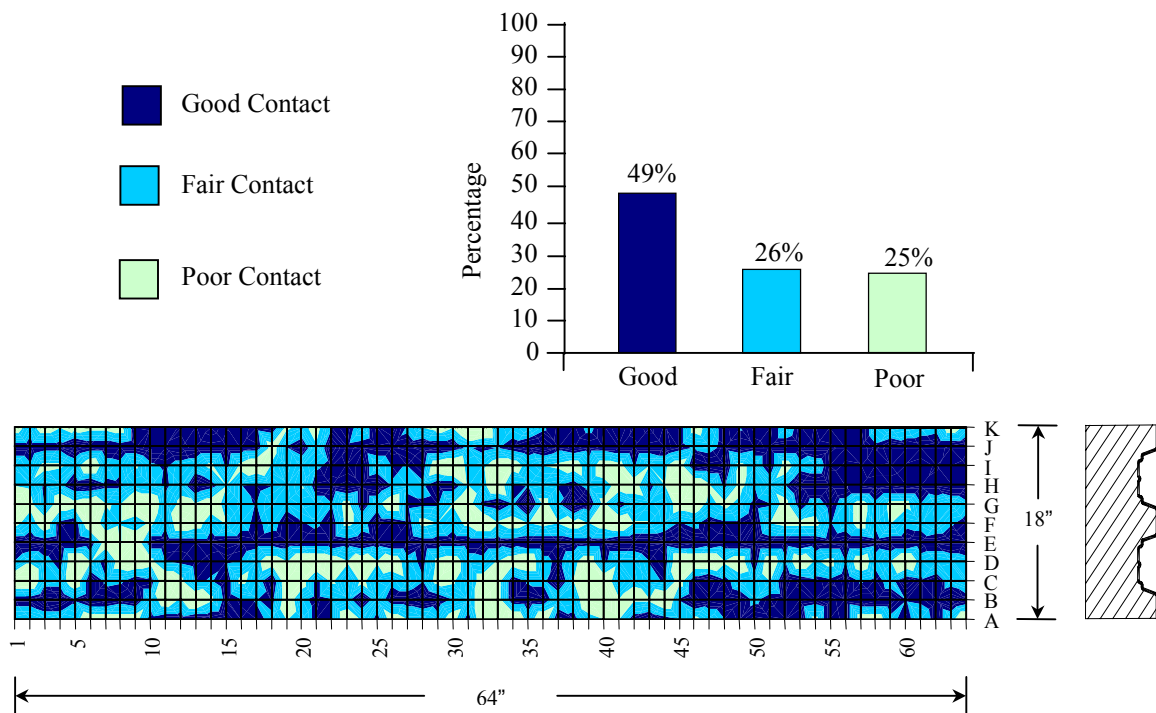 Good Contact
Fair Contact
Poor Contact
Percentage
100
90
80
70
60
50
40
30
20
10
0
49%
26%
25%
Good
Fair
Poor
K
J
I
H
G
F
E
D
C
B
A
1
5
10
15
20
25
30
35
40
45
50
55
60
64”
18”